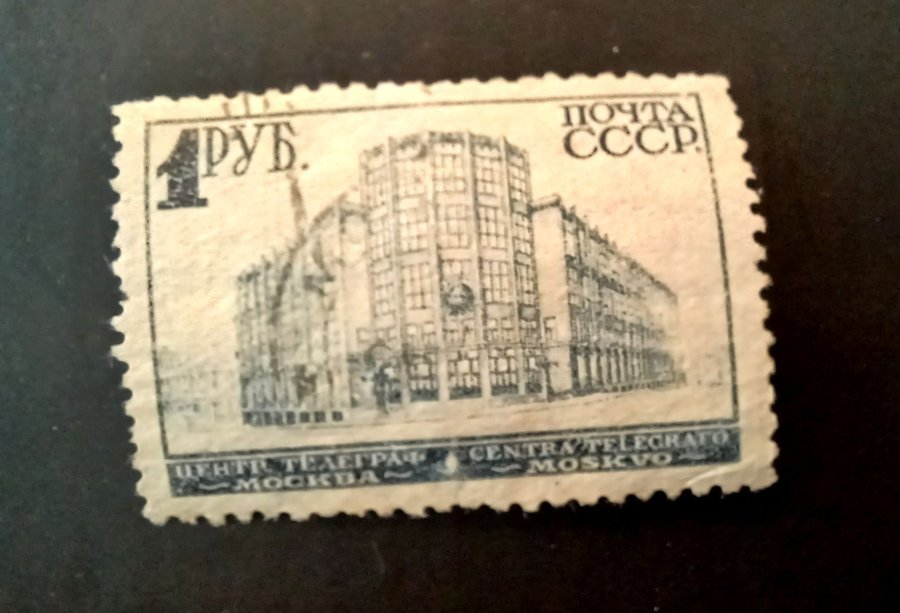 1 РУБ.
ПОЧТА
СССР.
ЦЕНТР. ТЕЛЕГРАФ
МОСКВА
CENTRA TELEGRAFO
MOSKVO